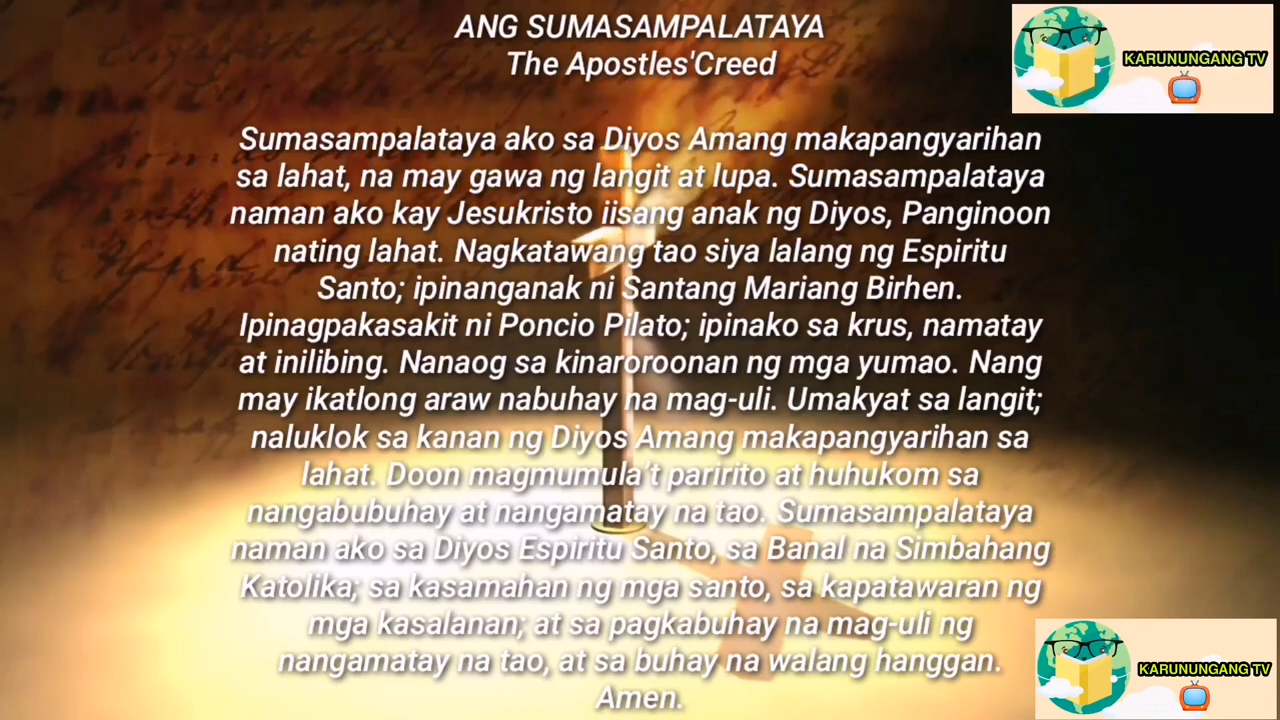 ANG SUMASAMPALATAYA
The Apostles'Creed
KARUNUNGANG TV
Sumasampalataya ako sa Diyos Amang makapangyarihan
sa lahat, na may gawa ng langit at lupa. Sumasampalataya
naman ako kay Jesukristo iisang anak ng Diyos, Panginoon
nating lahat. Nagkatawang tao siya lalang ng Espiritu
Santo; ipinanganak ni Santang Mariang Birhen.
Ipinagpakasakit ni Poncio Pilato; ipinako sa krus, namatay
at inilibing. Nanaog sa kinaroroonan ng mga yumao. Nang
may ikatlong araw nabuhay na mag-uli. Umakyat sa langit;
naluklok sa kanan ng Diyos Amang makapangyarihan sa
lahat. Doon magmumula't paririto at huhukom sa
nangabubuhay at nangamatay na tao. Sumasampalataya
naman ako sa Diyos Espiritu Santo, sa Banal na Simbahang
Katolika; sa kasamahan ng mga santo, sa kapatawaran ng
mga kasalanan; at sa pagkabuhay na mag-uli ng
nangamatay na tao, at sa buhay na walang hanggan.
Amen.
KARUNUNGANG TV